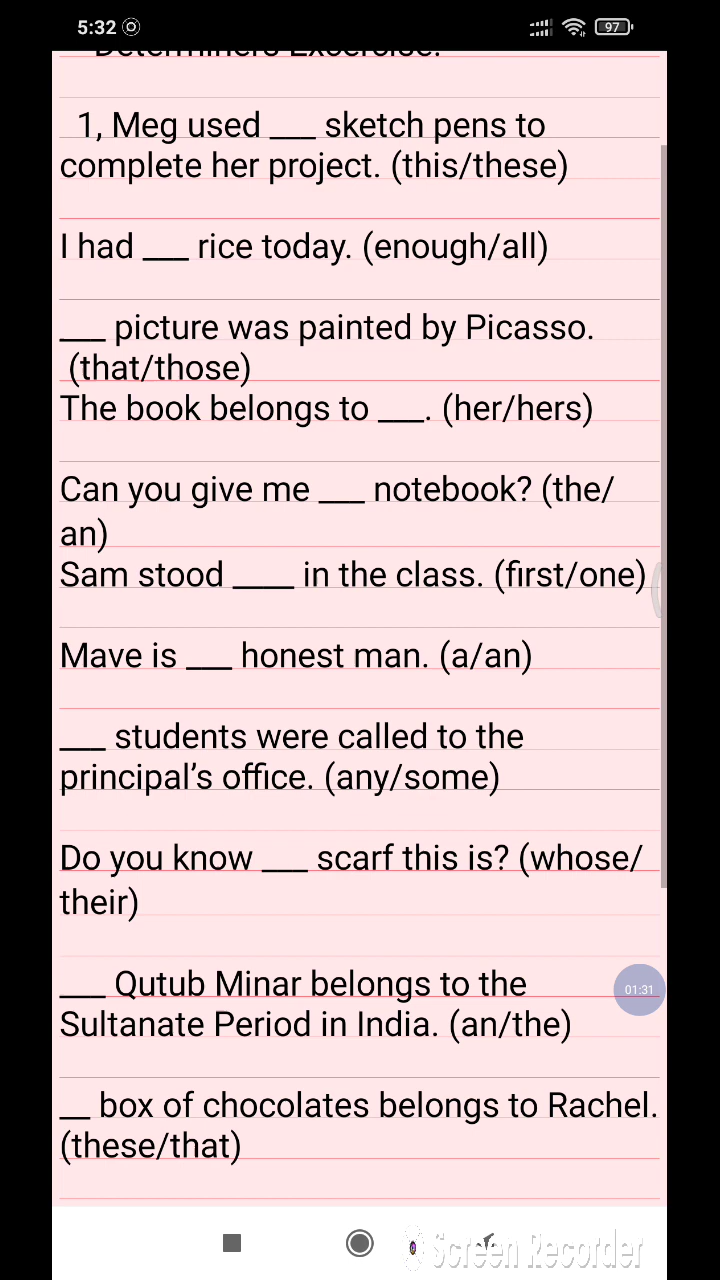 5:32
97
Determiners Excercise.
1, Meg used ___ sketch pens to
complete her project. (this/these)
I had ___ rice today. (enough/all)
___ picture was painted by Picasso.
(that/those)
The book belongs to ___. (her/hers)
Can you give me ___ notebook? (the/
an)
Sam stood ____ in the class. (first/one)
Mave is ___ honest man. (a/an)
___ students were called to the
principal’s office. (any/some)
Do you know ___ scarf this is? (whose/
their)
___ Qutub Minar belongs to the
01:31
Sultanate Period in India. (an/the)
__ box of chocolates belongs to Rachel.
(these/that)
Screen Recorder